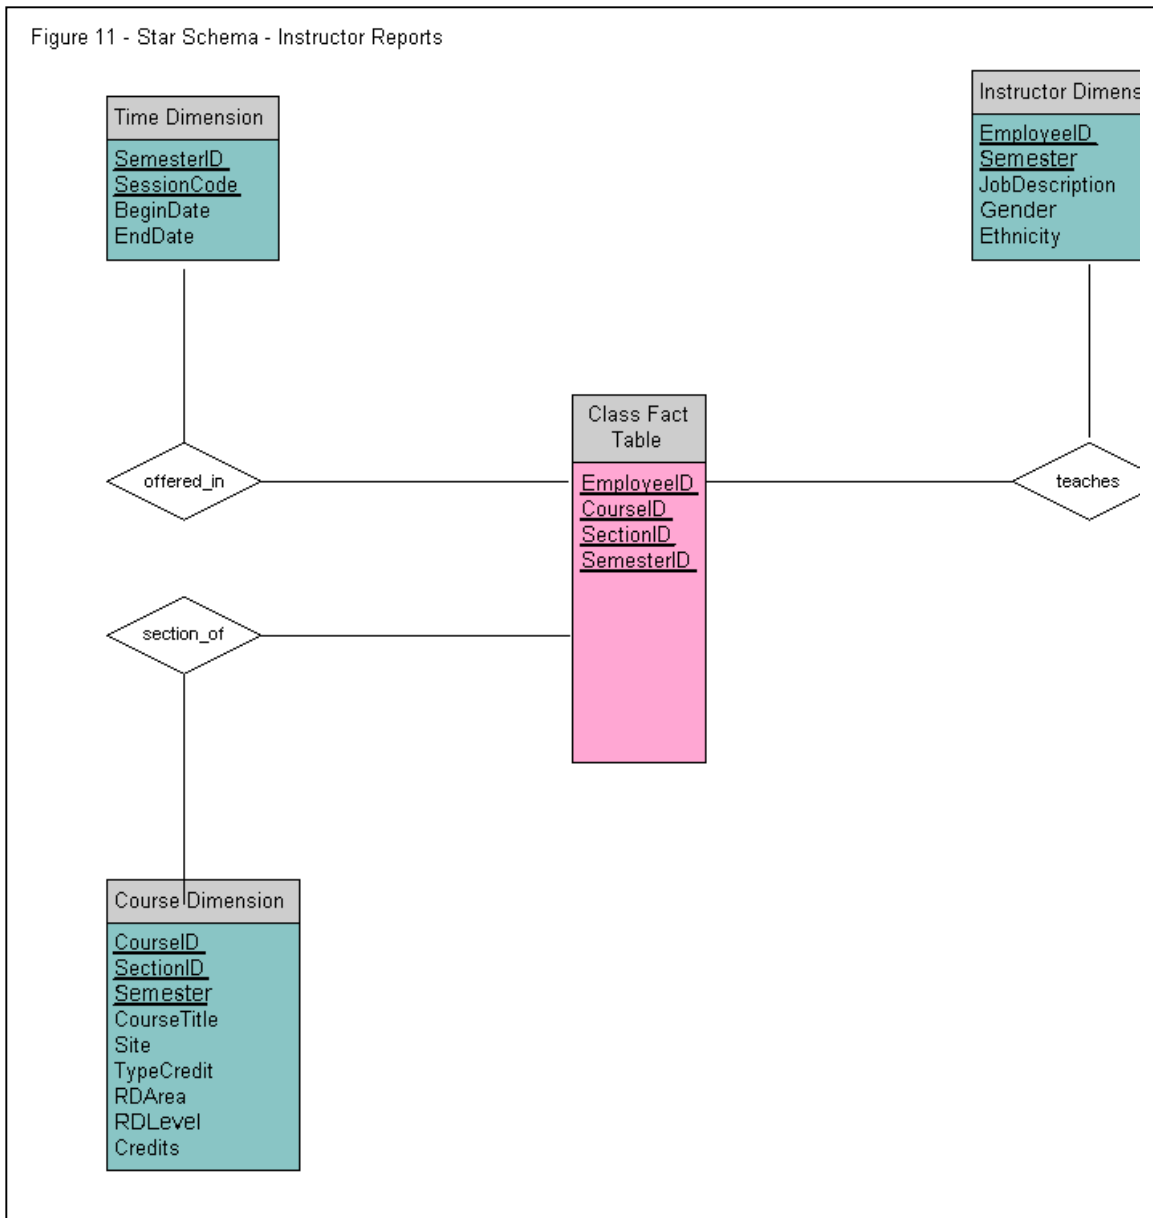 Figure 11 - Star Schema - Instructor Reports
Time Dimension
SemesterID
SessionCode
BeginDate
EndDate
Instructor Dimens
EmployeeID
Semester
JobDescription
Gender
Ethnicity
offered_in
Class Fact
Table
EmployeeID
CourseID
SectionID
SemesterID
teaches
section_of
Course Dimension
CourseID
SectionID
Semester
CourseTitle
Site
TypeCredit
RDArea
RDLevel
Credits